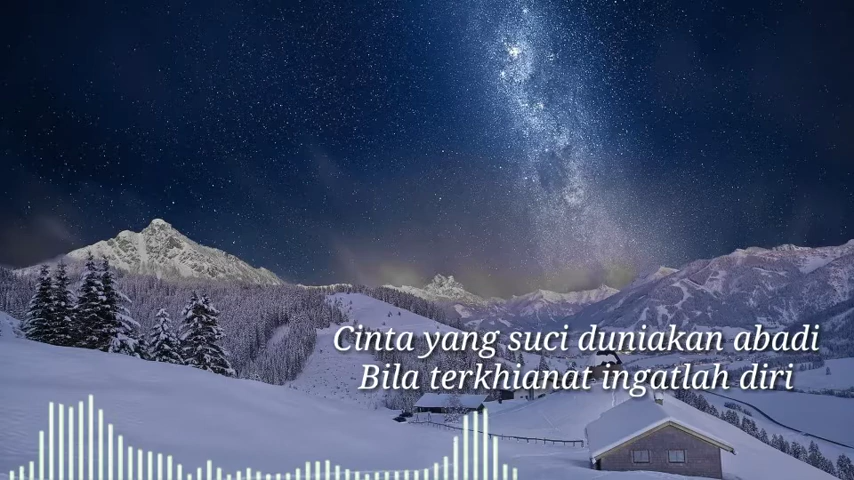 Cinta yang suci duniakan abadi
Bila terkhianat ingatlah diri